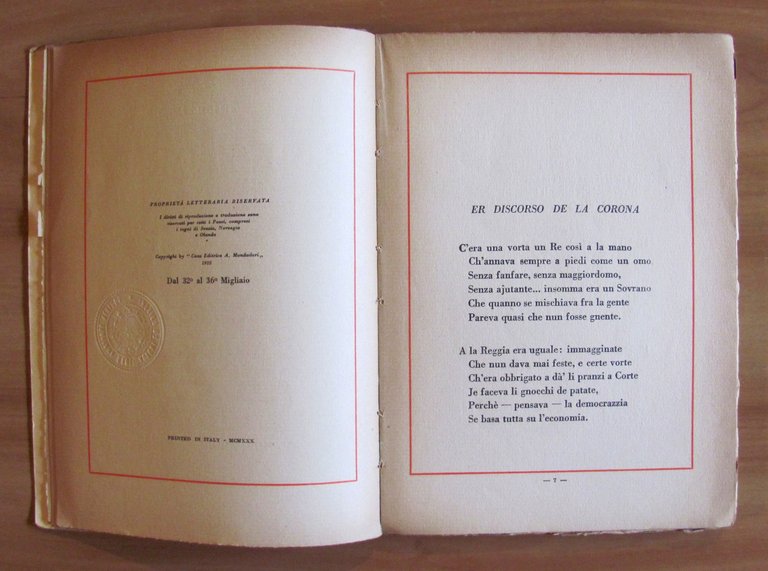 PROPRIETÀ LETTERARIA RISERVATA
I diritti di riproduzione e traduzione sono
riservati per tutti i Paesi, compresi
i regni di Svezia, Norvegia
e Olanda
Copyright by " Casa Editrice A. Mondadori „
Dal 32º al 36º Migliaio
PRINTED IN ITALY - MCMXXX.
ER DISCORSO DE LA CORONA
C'era una vorta un Re così a la mano
Ch'annava sempre a piedi come un omo,
Senza fanfare, senza maggiordomo,
Senza ajutante... insomma era un Sovrano
Che quanno se mischiava fra la gente
Pareva quasi che nun fosse gnente.
A la Reggia era uguale: immagginate
Che nun dava mai feste, e certe vorte
Ch'era obbrigato a dà' li pranzi a Corte
Je faceva li gnocchi de patate,
Perchè — pensava — la democrazzia
Se basa tutta su l'economia.
— 7 —